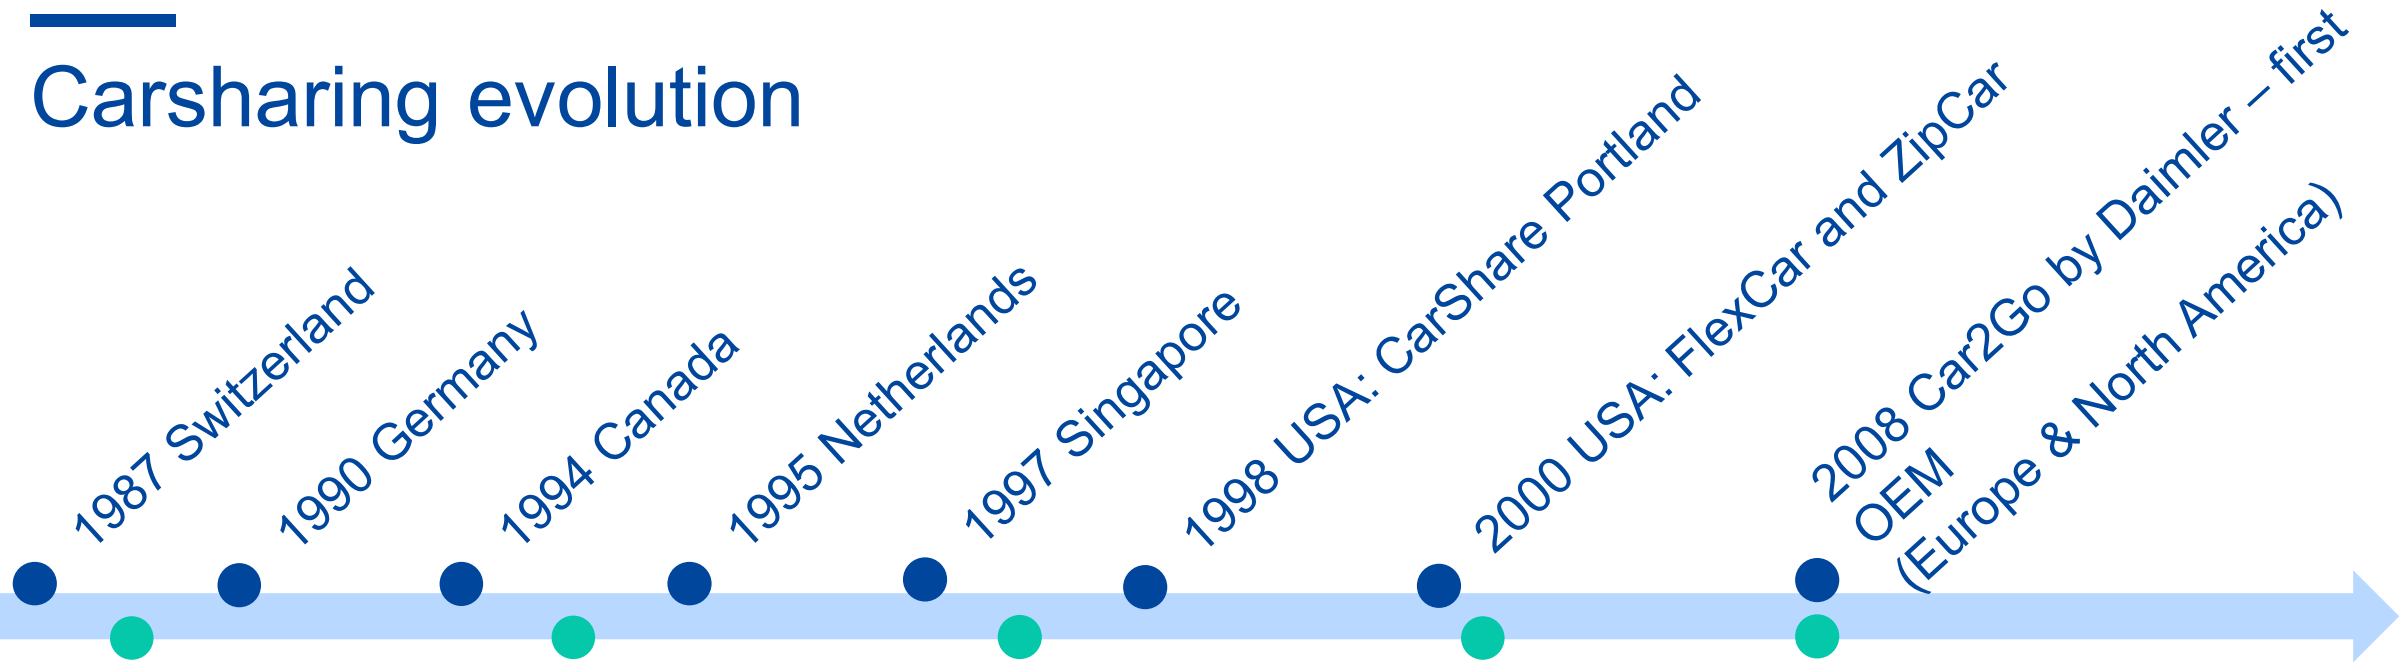 Carsharing evolution
1987 Switzerland
1990 Germany
1994 Canada
1995 Netherlands
1997 Singapore
1998 USA: CarShare Portland
2000 USA: FlexCar and ZipCar
2008 Car2Go by Daimler – first
OEM
(Europe & North America)